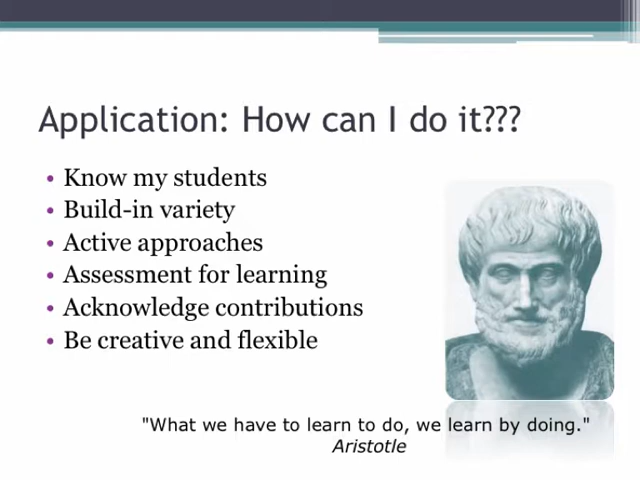 Application: How can I do it???
• Know my students
• Build-in variety
• Active approaches
• Assessment for learning
• Acknowledge contributions
• Be creative and flexible
"What we have to learn to do, we learn by doing."
Aristotle